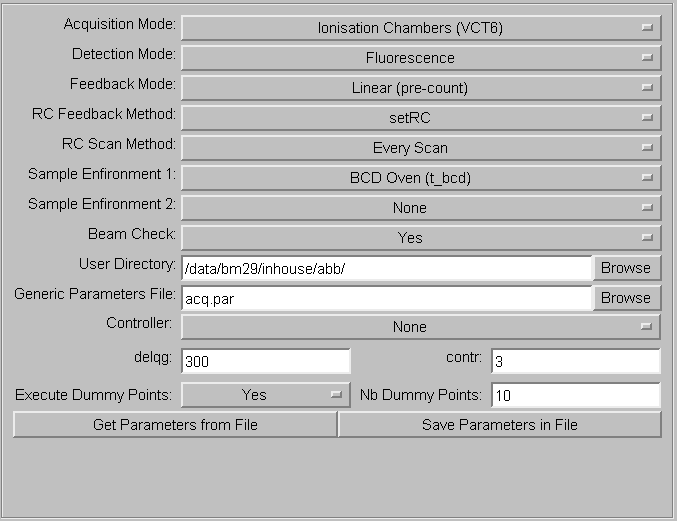 Acquisition Mode: Ionisation Chambers (VCT6)
Detection Mode: Fluorescence
Feedback Mode: Linear (pre-count)
RC Feedback Method: setRC
RC Scan Method: Every Scan
Sample Enfironment 1: BCD Oven (t_bcd)
Sample Enfironment 2: None
Beam Check: Yes
User Directory: /data/bm29/inhouse/abb/ Browse
Generic Parameters File: acq.par Browse
Controller: None
delqg: 300 contr: 3
Execute Dummy Points: Yes Nb Dummy Points: 10
Get Parameters from File Save Parameters in File